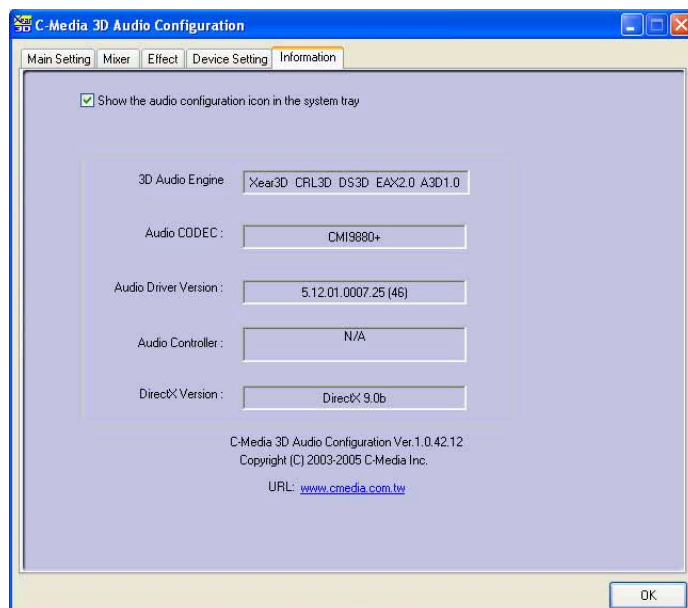 Xear 3D C-Media 3D Audio Configuration
Main Setting Mixer Effect Device Setting Information
Show the audio configuration icon in the system tray
3D Audio Engine Xear3D CRL3D DS3D EAX2.0 A3D1.0
Audio CODEC : CMI9880+
Audio Driver Version : 5.12.01.0007.25 (46)
Audio Controller : N/A
DirectX Version : DirectX 9.0b
C-Media 3D Audio Configuration Ver.1.0.42.12
Copyright (C) 2003-2005 C-Media Inc.
URL: www.cmedia.com.tw
OK